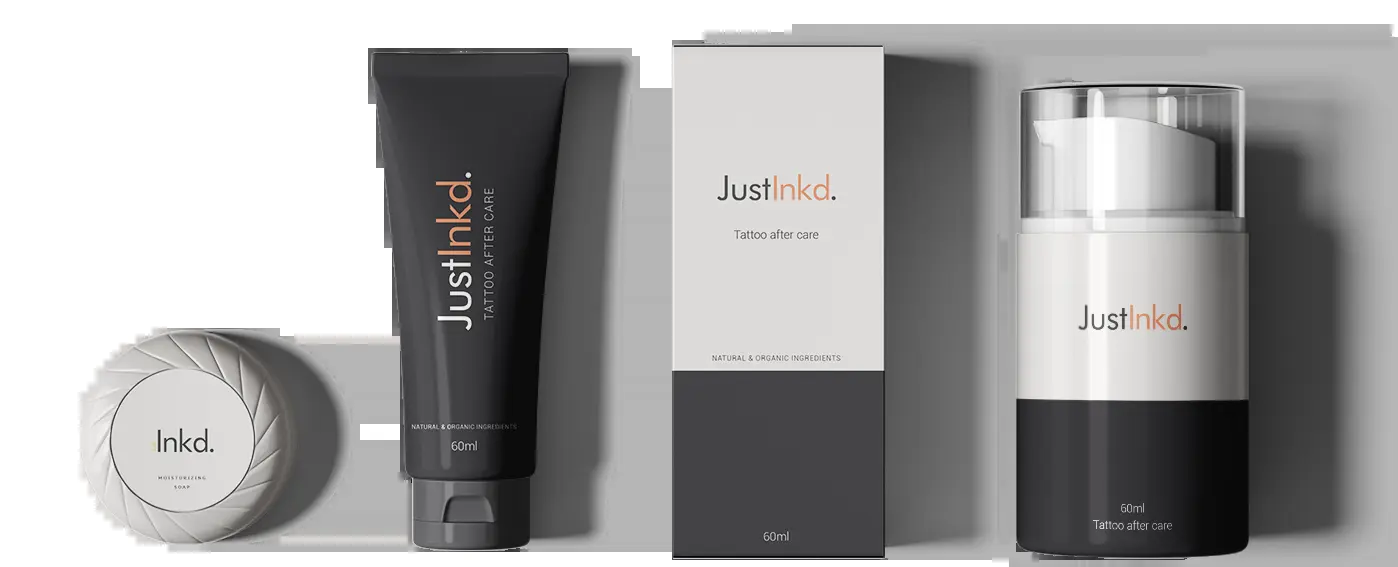 Inkd.
MOISTURIZING
SOAP
JustInkd.
TATTOO AFTER CARE
NATURAL & ORGANIC INGREDIENTS
60ml
JustInkd.
Tattoo after care
NATURAL & ORGANIC INGREDIENTS
60ml
JustInkd.
60ml
Tattoo after care